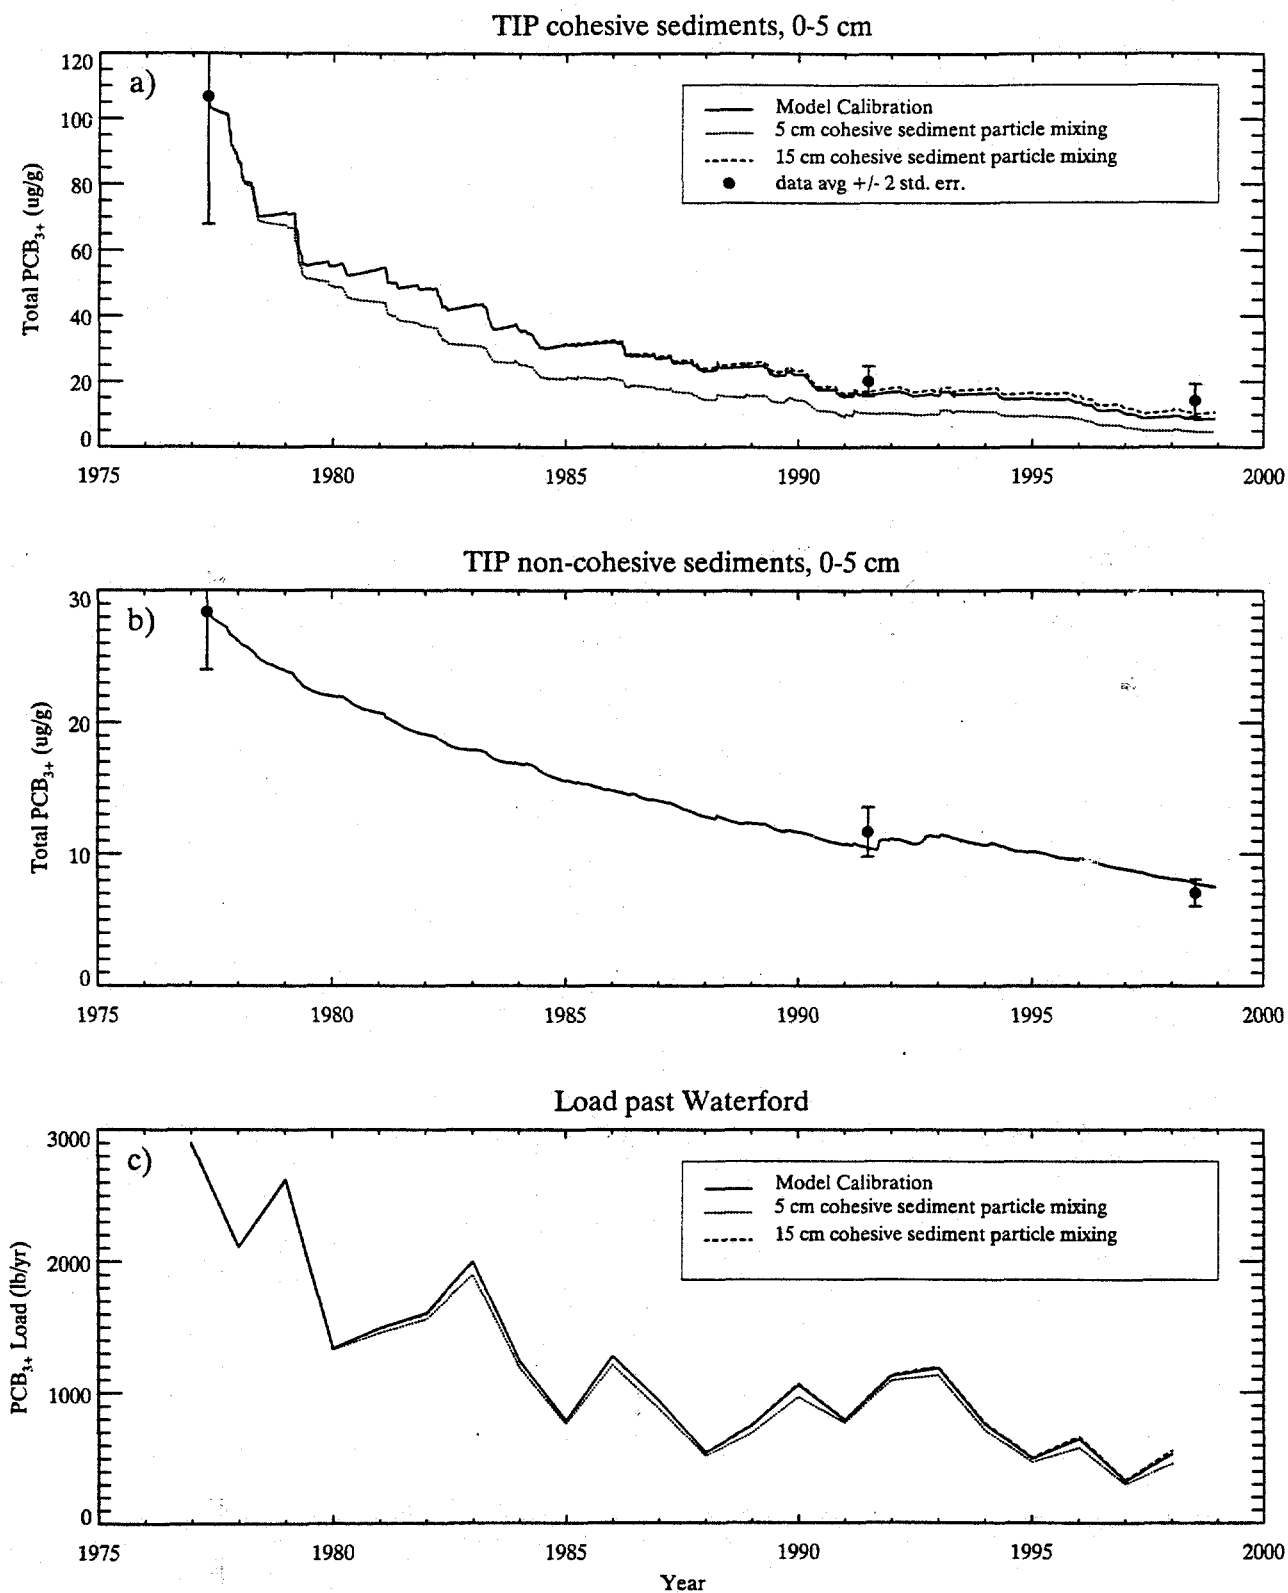 TIP cohesive sediments, 0-5 cm
a)
Total PCB3+ (ug/g)
120
100
80
60
40
20
0
Model Calibration
5 cm cohesive sediment particle mixing
15 cm cohesive sediment particle mixing
data avg +/- 2 std. err.
1975 1980 1985 1990 1995 2000
TIP non-cohesive sediments, 0-5 cm
b)
Total PCB3+ (ug/g)
30
20
10
0
1975 1980 1985 1990 1995 2000
Load past Waterford
c)
PCB3+ Load (lb/yr)
3000
2000
1000
0
Model Calibration
5 cm cohesive sediment particle mixing
15 cm cohesive sediment particle mixing
1975 1980 1985 1990 1995 2000
Year